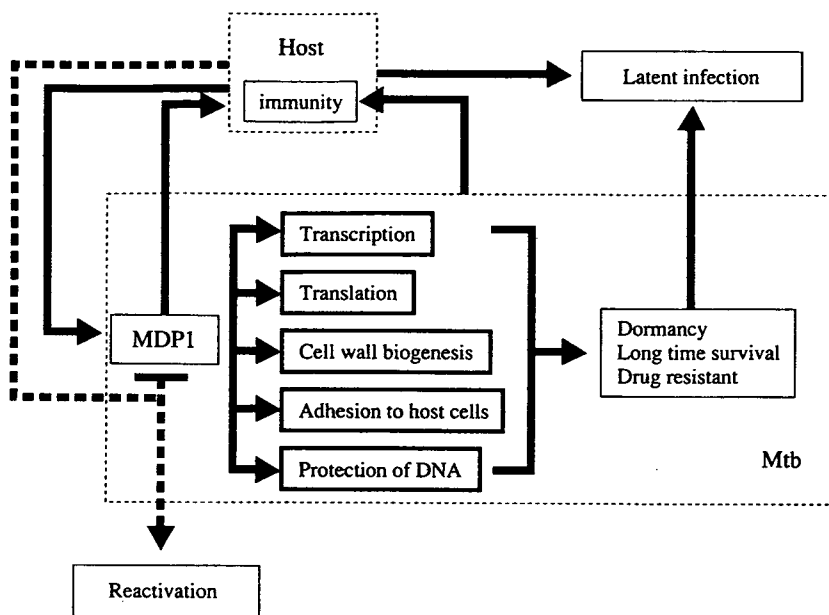 Host
immunity
Latent infection
Transcription
Translation
MDP1
Cell wall biogenesis
Adhesion to host cells
Protection of DNA
Dormancy
Long time survival
Drug resistant
Mtb
Reactivation